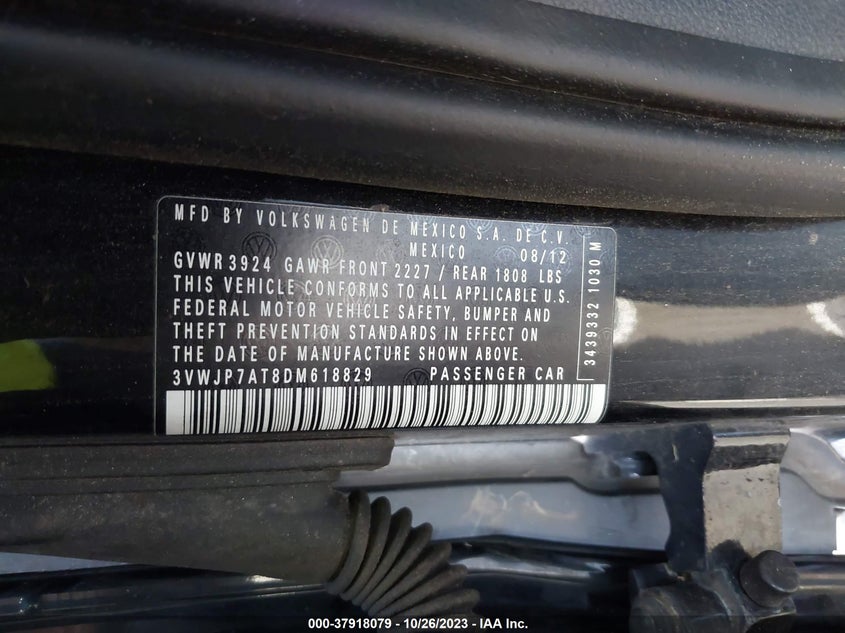 MFD BY VOLKSWAGEN DE MEXICO S.A. DE C.V.
MEXICO 08/12
GVWR 3924 GAWR FRONT 2227 / REAR 1808 LBS
THIS VEHICLE CONFORMS TO ALL APPLICABLE U.S.
FEDERAL MOTOR VEHICLE SAFETY, BUMPER AND
THEFT PREVENTION STANDARDS IN EFFECT ON
THE DATE OF MANUFACTURE SHOWN ABOVE.
3VWJP7AT8DM618829 PASSENGER CAR
3439332 1030 M
000-37918079 - 10/26/2023 - IAA Inc.